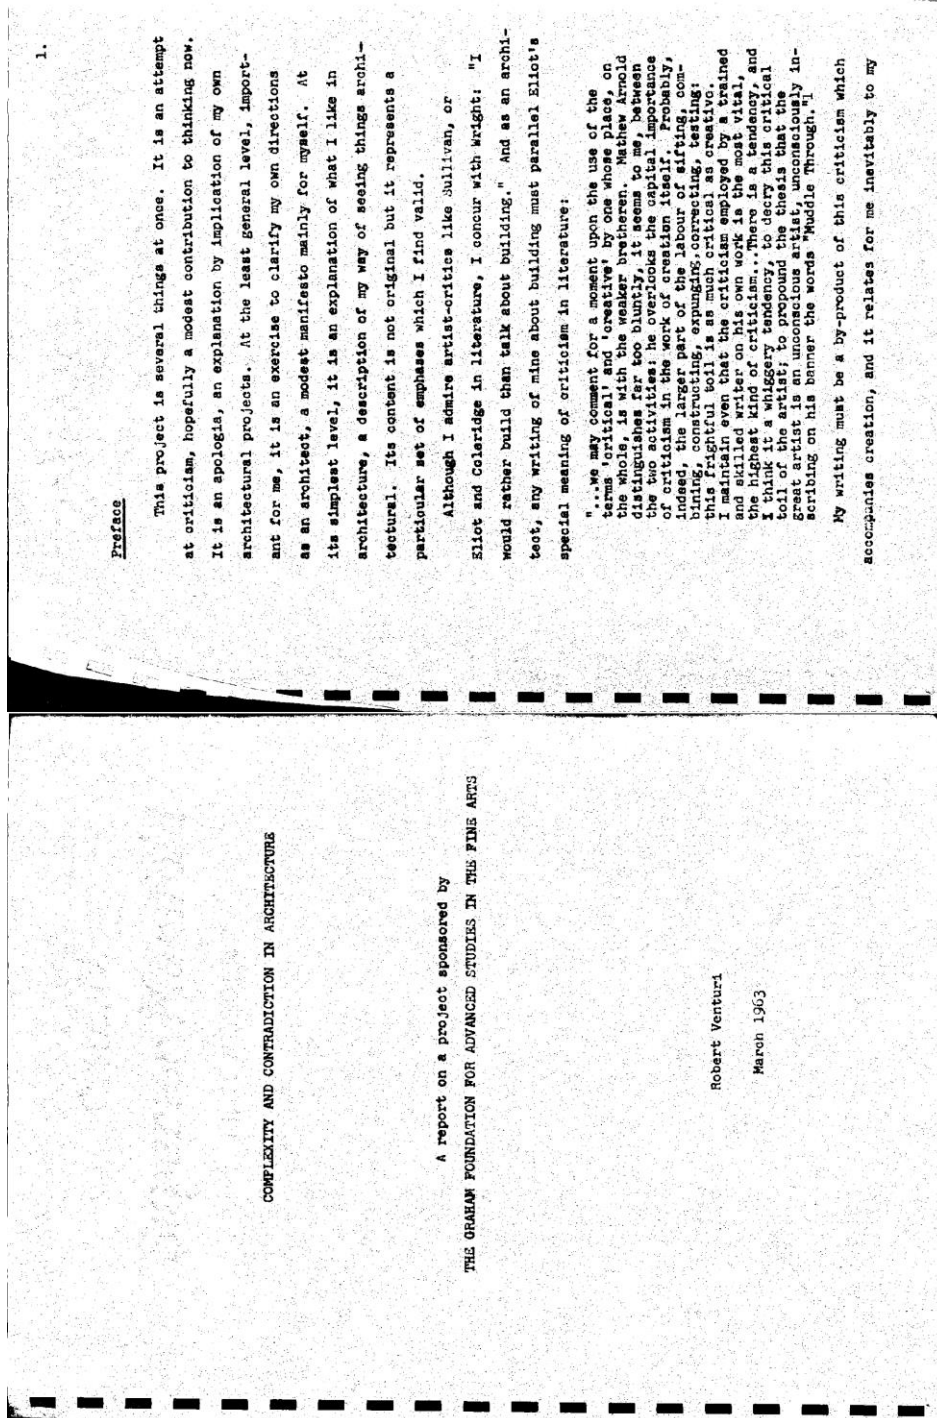 COMPLEXITY AND CONTRADICTION IN ARCHITECTURE
A report on a project sponsored by
THE GRAHAM FOUNDATION FOR ADVANCED STUDIES IN THE FINE ARTS
Robert Venturi
March 1963
1.
Preface
This project is several things at once. It is an attempt
at criticism, hopefully a modest contribution to thinking now.
It is an apologia, an explanation by implication of my own
architectural projects. At the least general level, import-
ant for me, it is an exercise to clarify my own directions
as an architect, a modest manifesto mainly for myself. At
its simplest level, it is an explanation of what I like in
architecture, a description of my way of seeing things archi-
tectural. Its content is not original but it represents a
particular set of emphases which I find valid.
Although I admire artist-critics like Sullivan, or
Eliot and Coleridge in literature, I concur with Wright: "I
would rather build than talk about building." And as an archi-
tect, any writing of mine about building must parallel Eliot's
special meaning of criticism in literature:
"...we may comment for a moment upon the use of the
terms 'critical' and 'creative' by one whose place, on
the whole, is with the weaker bretheren. Mathew Arnold
distinguishes far too bluntly, it seems to me, between
the two activities: he overlooks the capital importance
of criticism in the work of creation itself. Probably,
indeed, the larger part of the labour of sifting, com-
bining, constructing, expunging, correcting, testing:
this frightful toil is as much critical as creative.
I maintain even that the criticism employed by a trained
and skilled writer on his own work is the most vital,
the highest kind of criticism...There is a tendency, and
I think it a whiggery tendency, to decry this critical
toil of the artist; to propound the thesis that the
great artist is an unconscious artist, unconsciously in-
scribing on his banner the words "Muddle Through."1
My writing must be a by-product of this criticism which
accompanies creation, and it relates for me inevitably to my